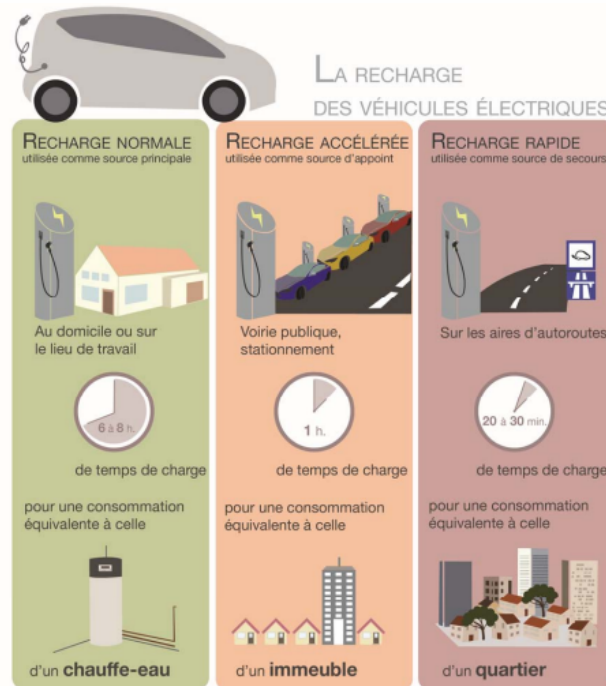 LA RECHARGE
DES VÉHICULES ÉLECTRIQUES
RECHARGE NORMALE
utilisée comme source principale
Au domicile ou sur
le lieu de travail
6 à 8 h.
de temps de charge
pour une consommation
équivalente à celle
d'un chauffe-eau
RECHARGE ACCÉLÉRÉE
utilisée comme source d'appoint
Voirie publique,
stationnement
1 h.
de temps de charge
pour une consommation
équivalente à celle
d'un immeuble
RECHARGE RAPIDE
utilisée comme source de secours
Sur les aires d'autoroutes
20 à 30 min.
de temps de charge
pour une consommation
équivalente à celle
d'un quartier